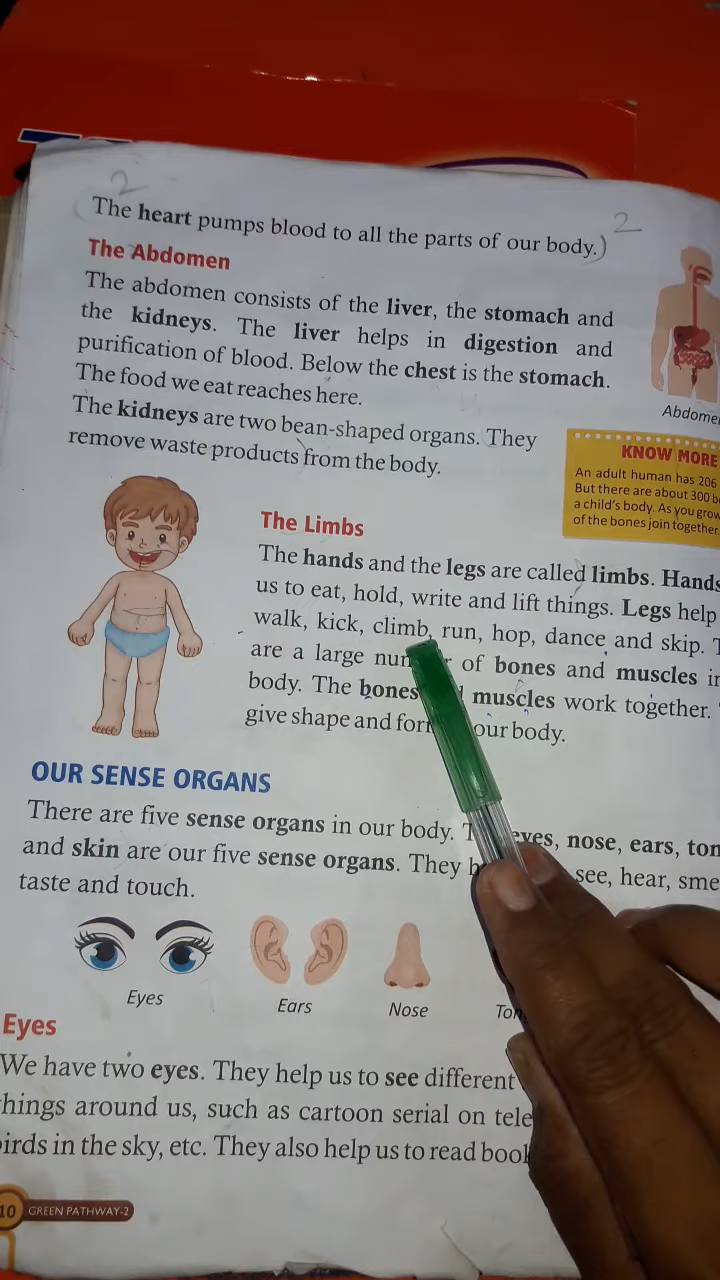 2
The heart pumps blood to all the parts of our body.) 2
The Abdomen
The abdomen consists of the liver, the stomach and
the kidneys. The liver helps in digestion and
purification of blood. Below the chest is the stomach.
The food we eat reaches here.
The kidneys are two bean-shaped organs. They
remove waste products from the body.
Abdome
KNOW MORE
An adult human has 206
But there are about 300 b
a child's body. As you grow
of the bones join together.
The Limbs
The hands and the legs are called limbs. Hands
us to eat, hold, write and lift things. Legs help
walk, kick, climb, run, hop, dance and skip. T
are a large of bones and muscles in
body. The bones muscles work together.
give shape and our body.
OUR SENSE ORGANS
There are five sense organs in our body. eyes, nose, ears, ton
and skin are our five sense organs. They see, hear, sme
taste and touch.
Eyes
Ears
Nose
Ton
Eyes
We have two eyes. They help us to see different
hings around us, such as cartoon serial on tele
irds in the sky, etc. They also help us to read book
10 GREEN PATHWAY-2